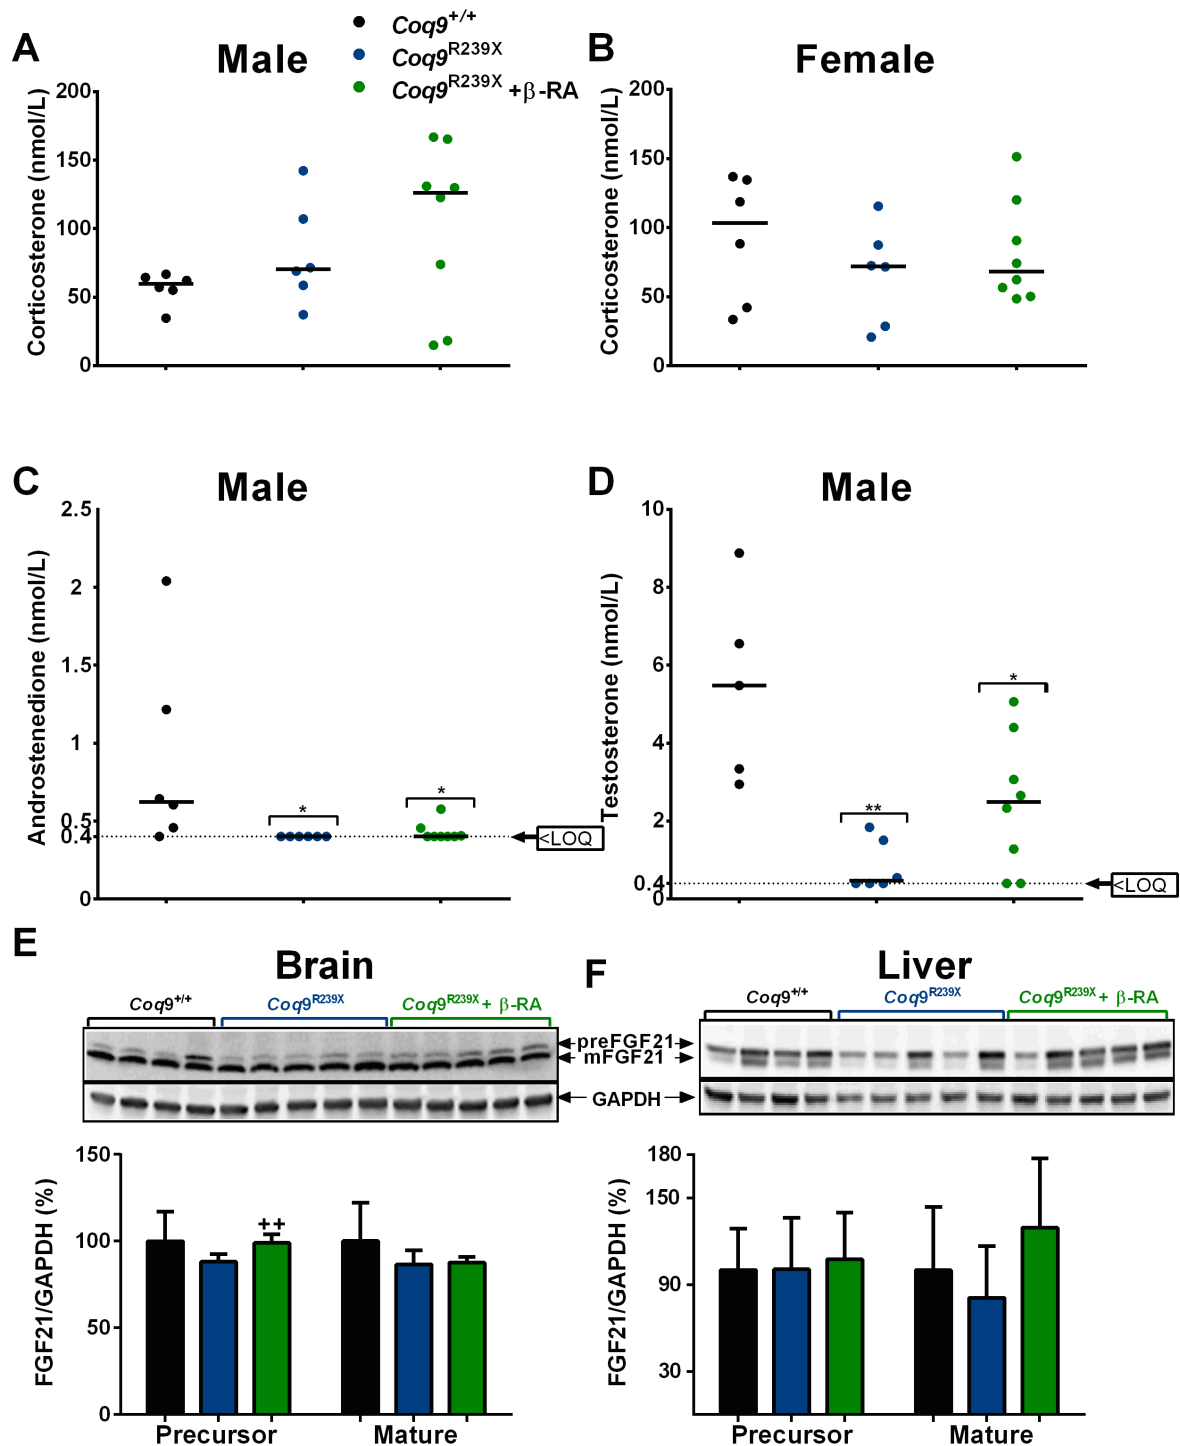 A
Male
Coq9+/+
Coq9R239X
Coq9R239X +β-RA
Corticosterone (nmol/L)
200
150
100
50
0
B
Female
Corticosterone (nmol/L)
200
150
100
50
0
C
Male
Androstenedione (nmol/L)
2.5
2
1.5
1
0.5
0.4
0
*
*
<LOQ
D
Male
Testosterone (nmol/L)
10
8
6
4
2
0.4
0
**
*
<LOQ
E
Brain
Coq9+/+
Coq9R239X
Coq9R239X + β-RA
preFGF21
mFGF21
GAPDH
FGF21/GAPDH (%)
150
100
50
0
++
Precursor
Mature
F
Liver
Coq9+/+
Coq9R239X
Coq9R239X + β-RA
FGF21/GAPDH (%)
180
150
90
30
Precursor
Mature